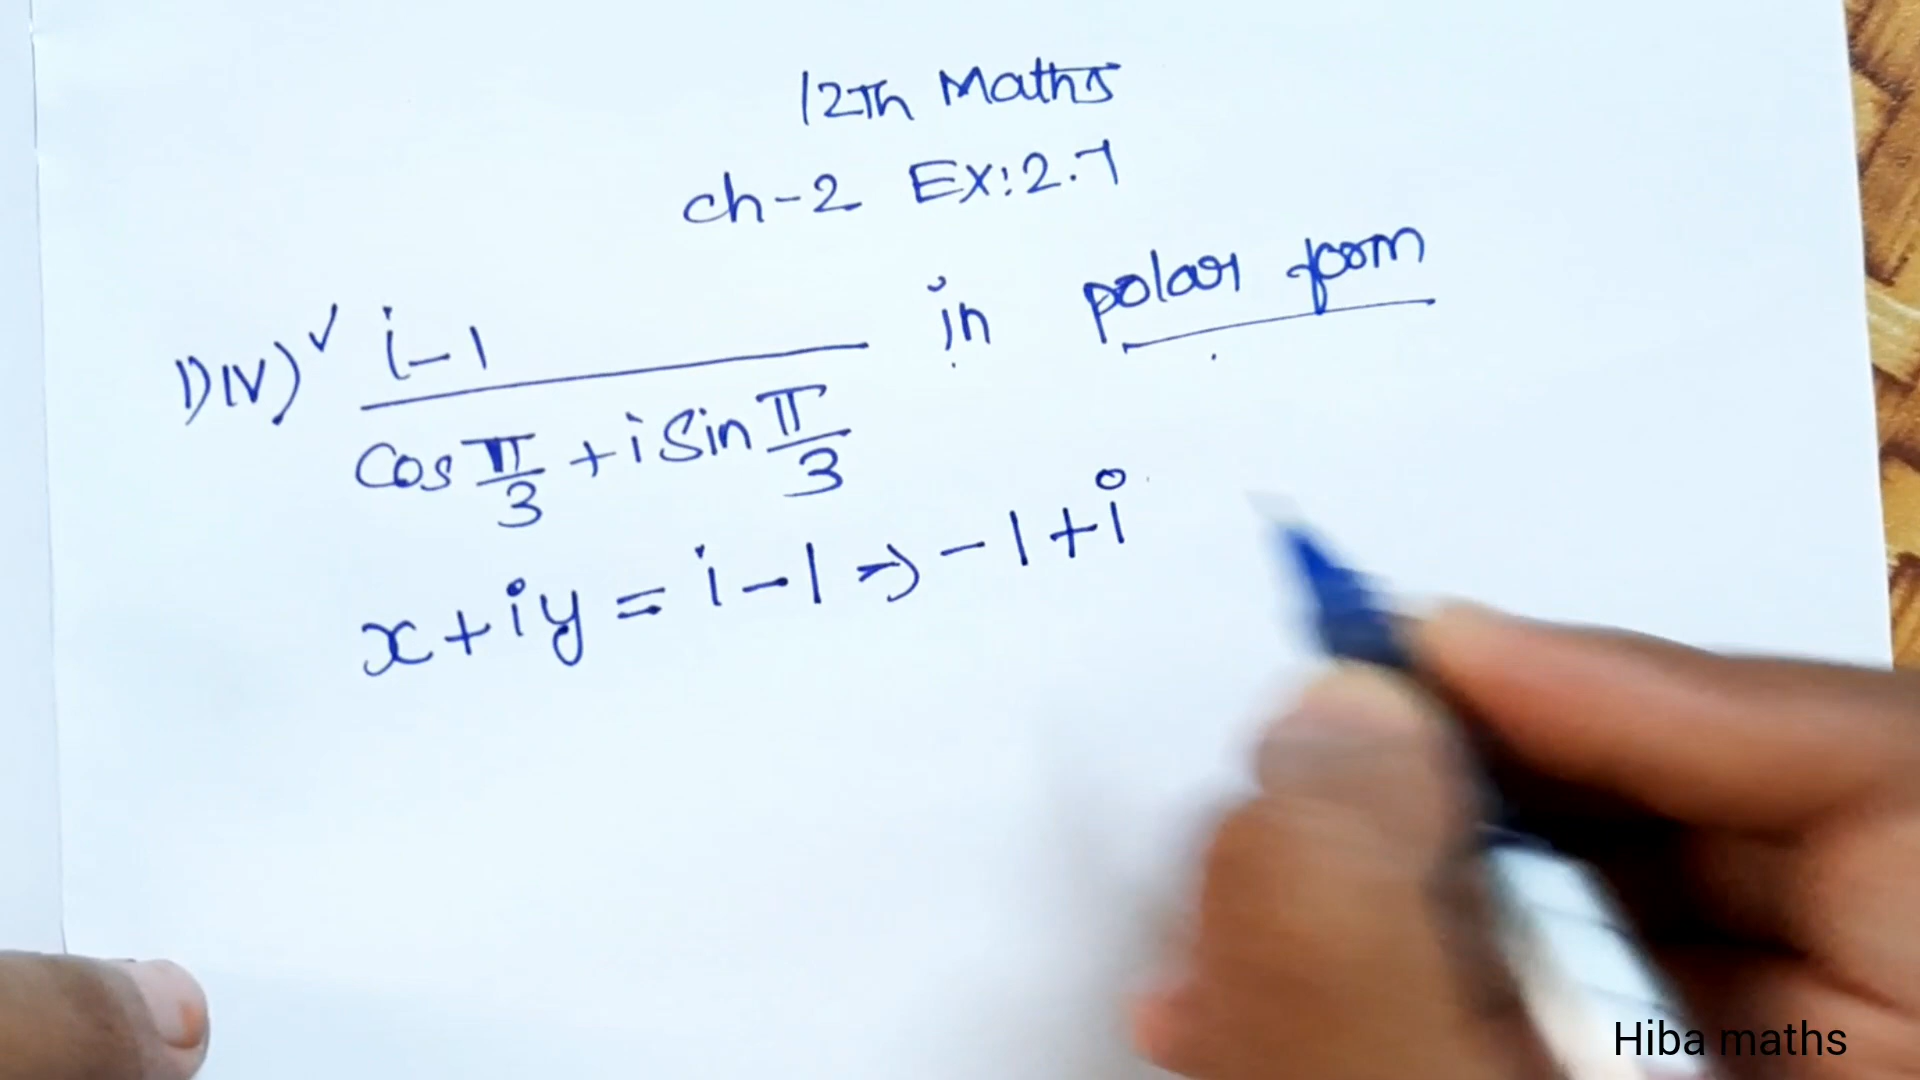 12Th Maths
ch-2 Ex:2.7
1)IV) ✓ i-1 / Cos π/3 + i Sin π/3 in polar form
x+iy = i-1 ⇒ -1+i
Hiba maths